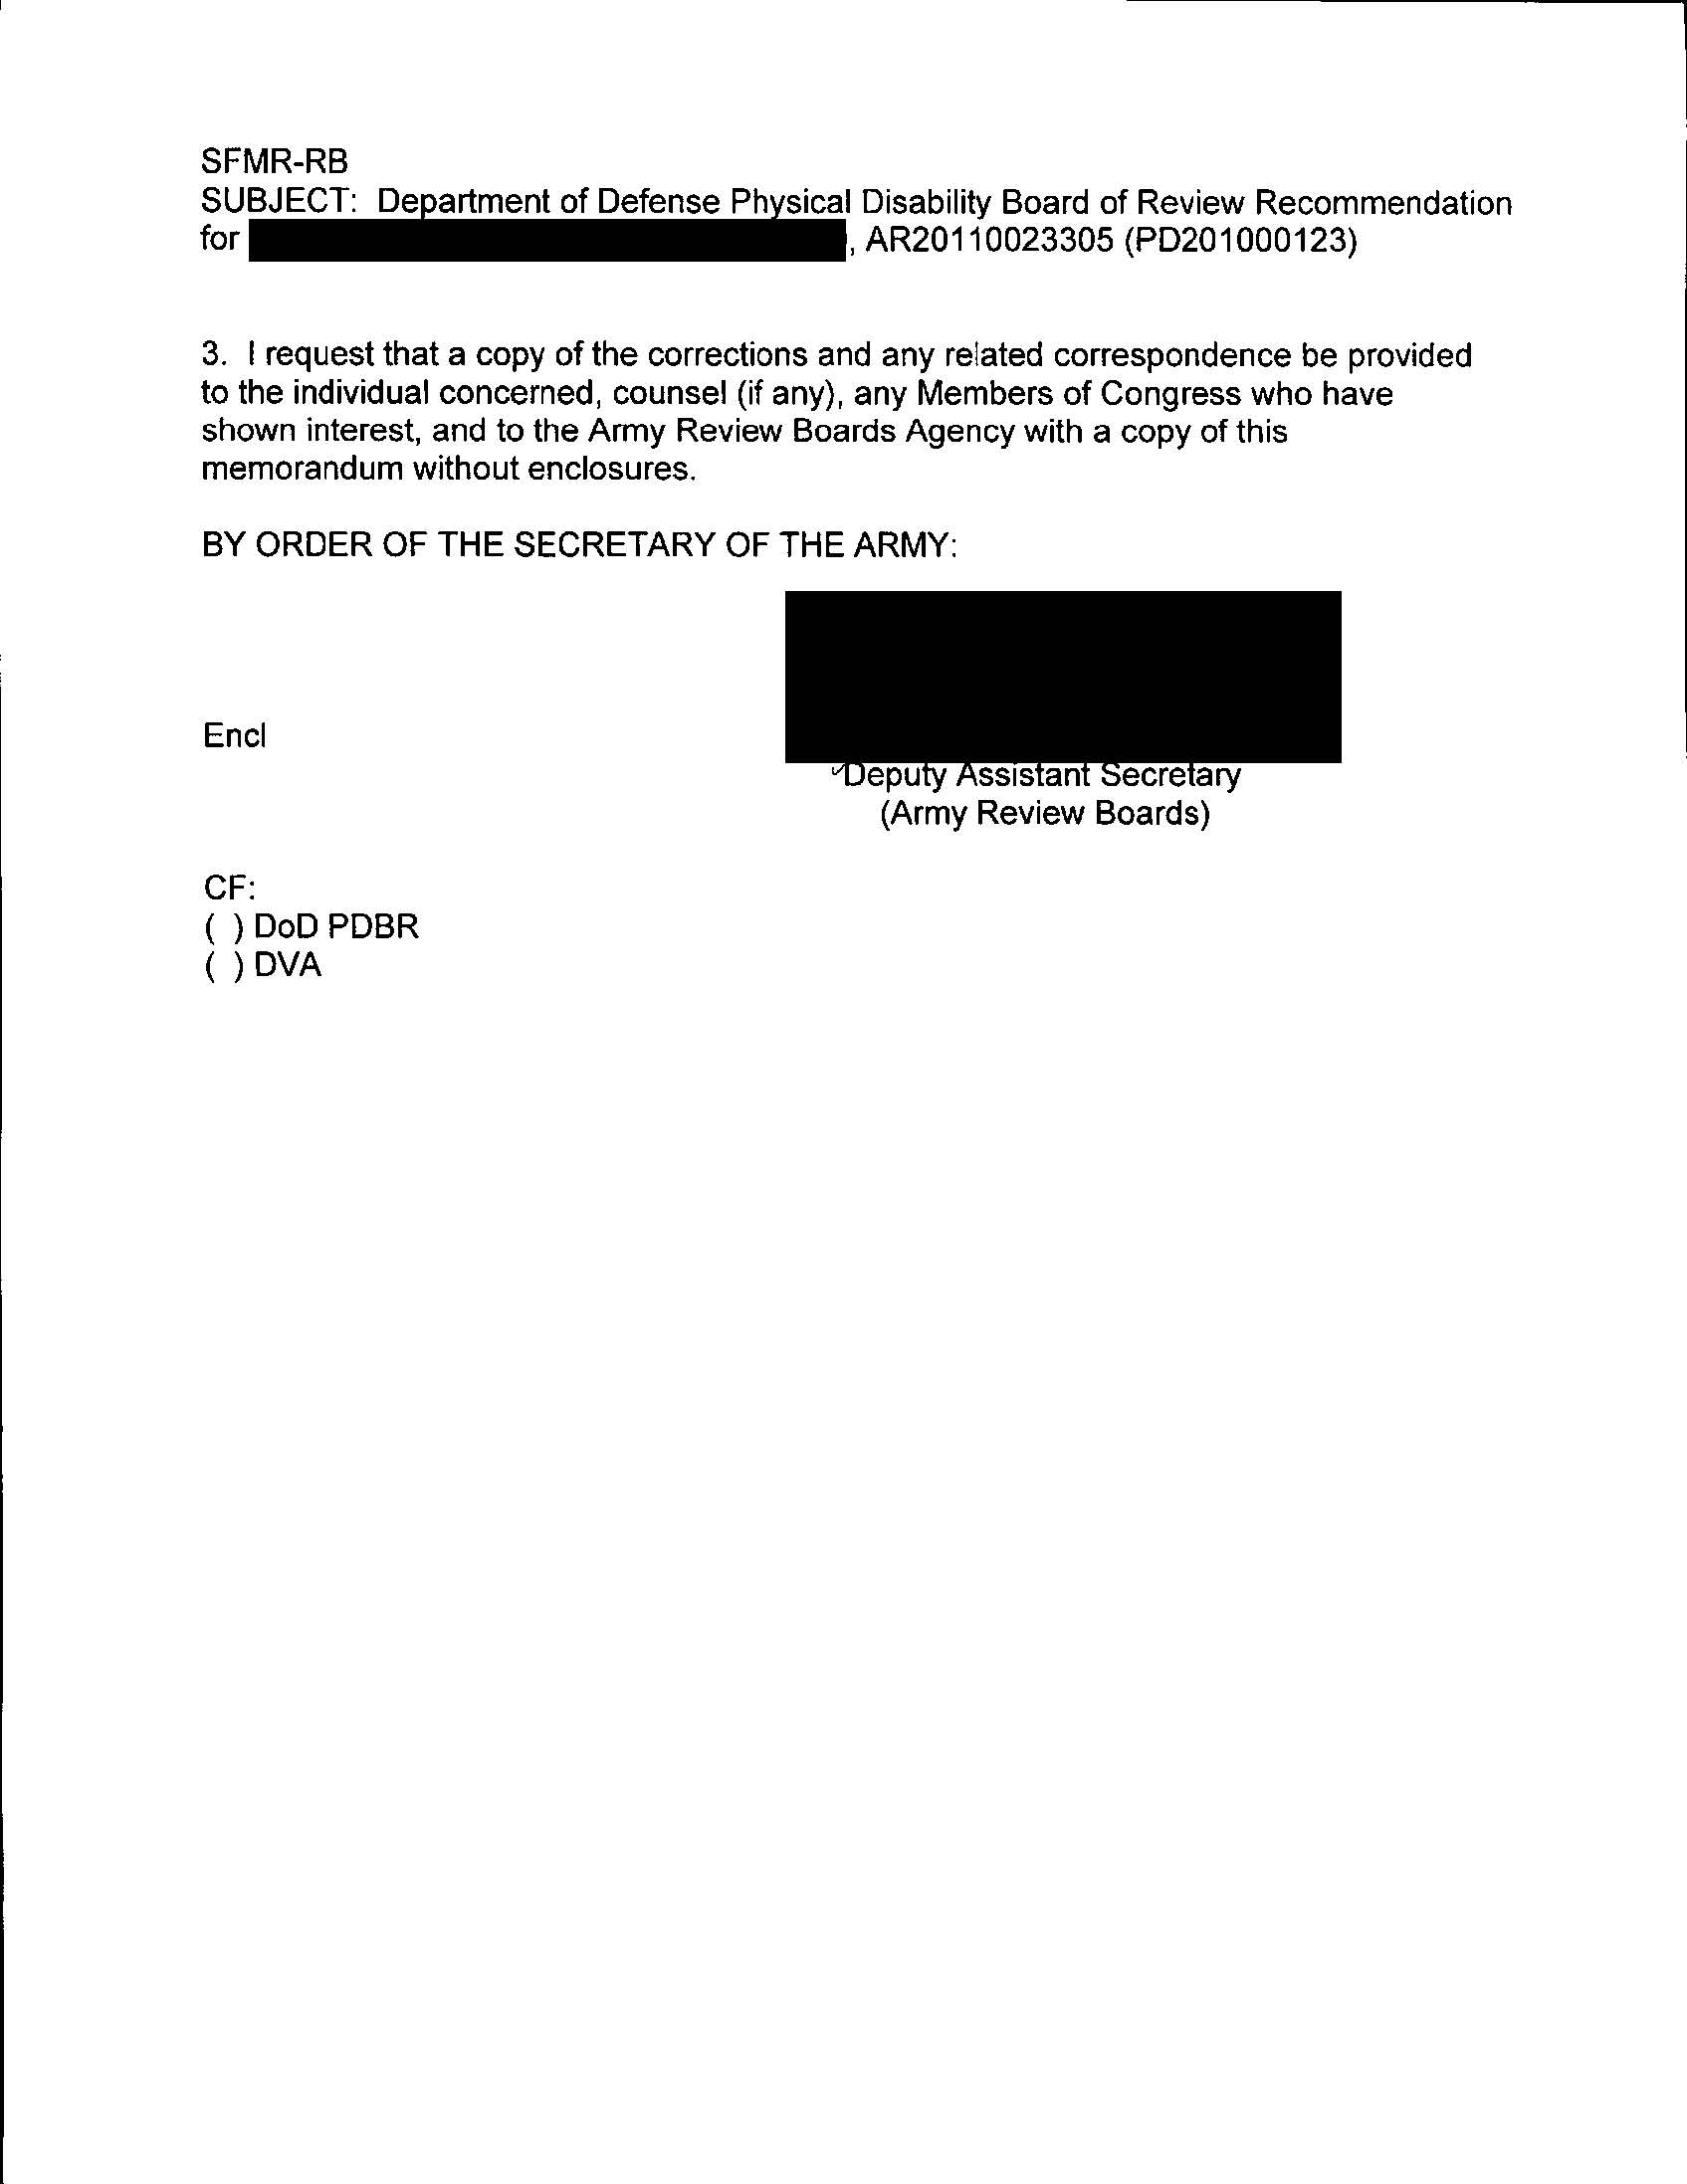 SFMR-RB
SUBJECT: Department of Defense Physical Disability Board of Review Recommendation
for , AR20110023305 (PD201000123)
3. I request that a copy of the corrections and any related correspondence be provided
to the individual concerned, counsel (if any), any Members of Congress who have
shown interest, and to the Army Review Boards Agency with a copy of this
memorandum without enclosures.
BY ORDER OF THE SECRETARY OF THE ARMY:
Encl
Deputy Assistant Secretary
(Army Review Boards)
CF:
( ) DoD PDBR
( ) DVA